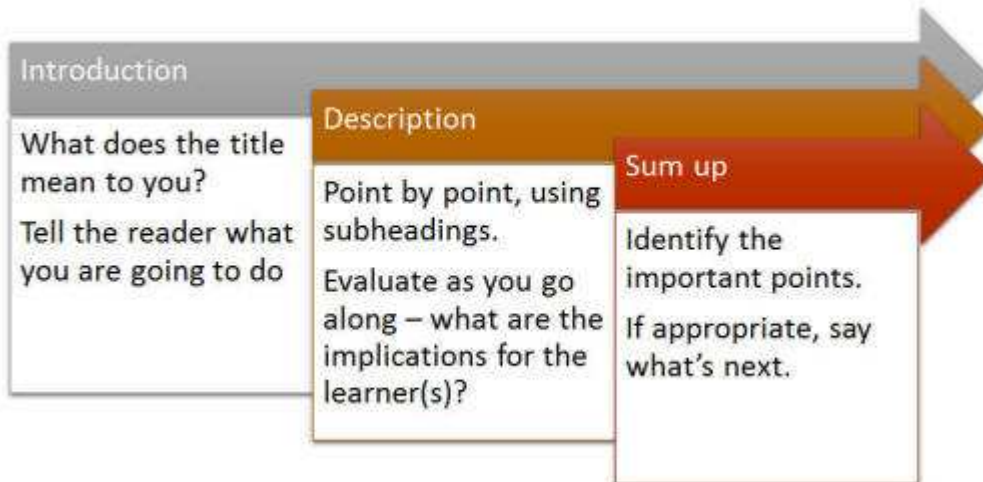 Introduction
What does the title
mean to you?
Tell the reader what
you are going to do
Description
Point by point, using
subheadings.
Evaluate as you go
along – what are the
implications for the
learner(s)?
Sum up
Identify the
important points.
If appropriate, say
what's next.